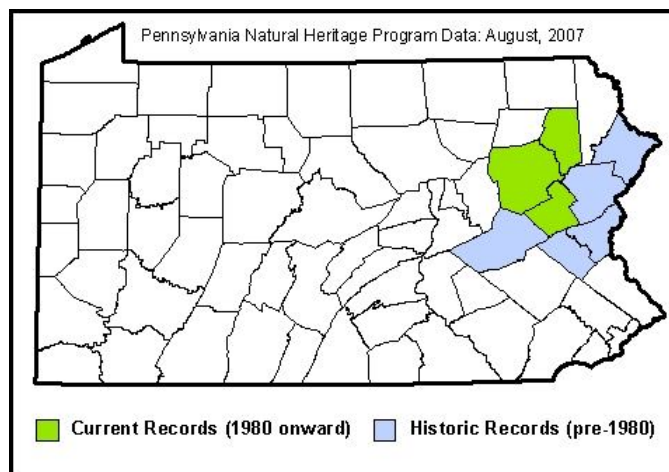 Pennsylvania Natural Heritage Program Data: August, 2007
Current Records (1980 onward) Historic Records (pre-1980)